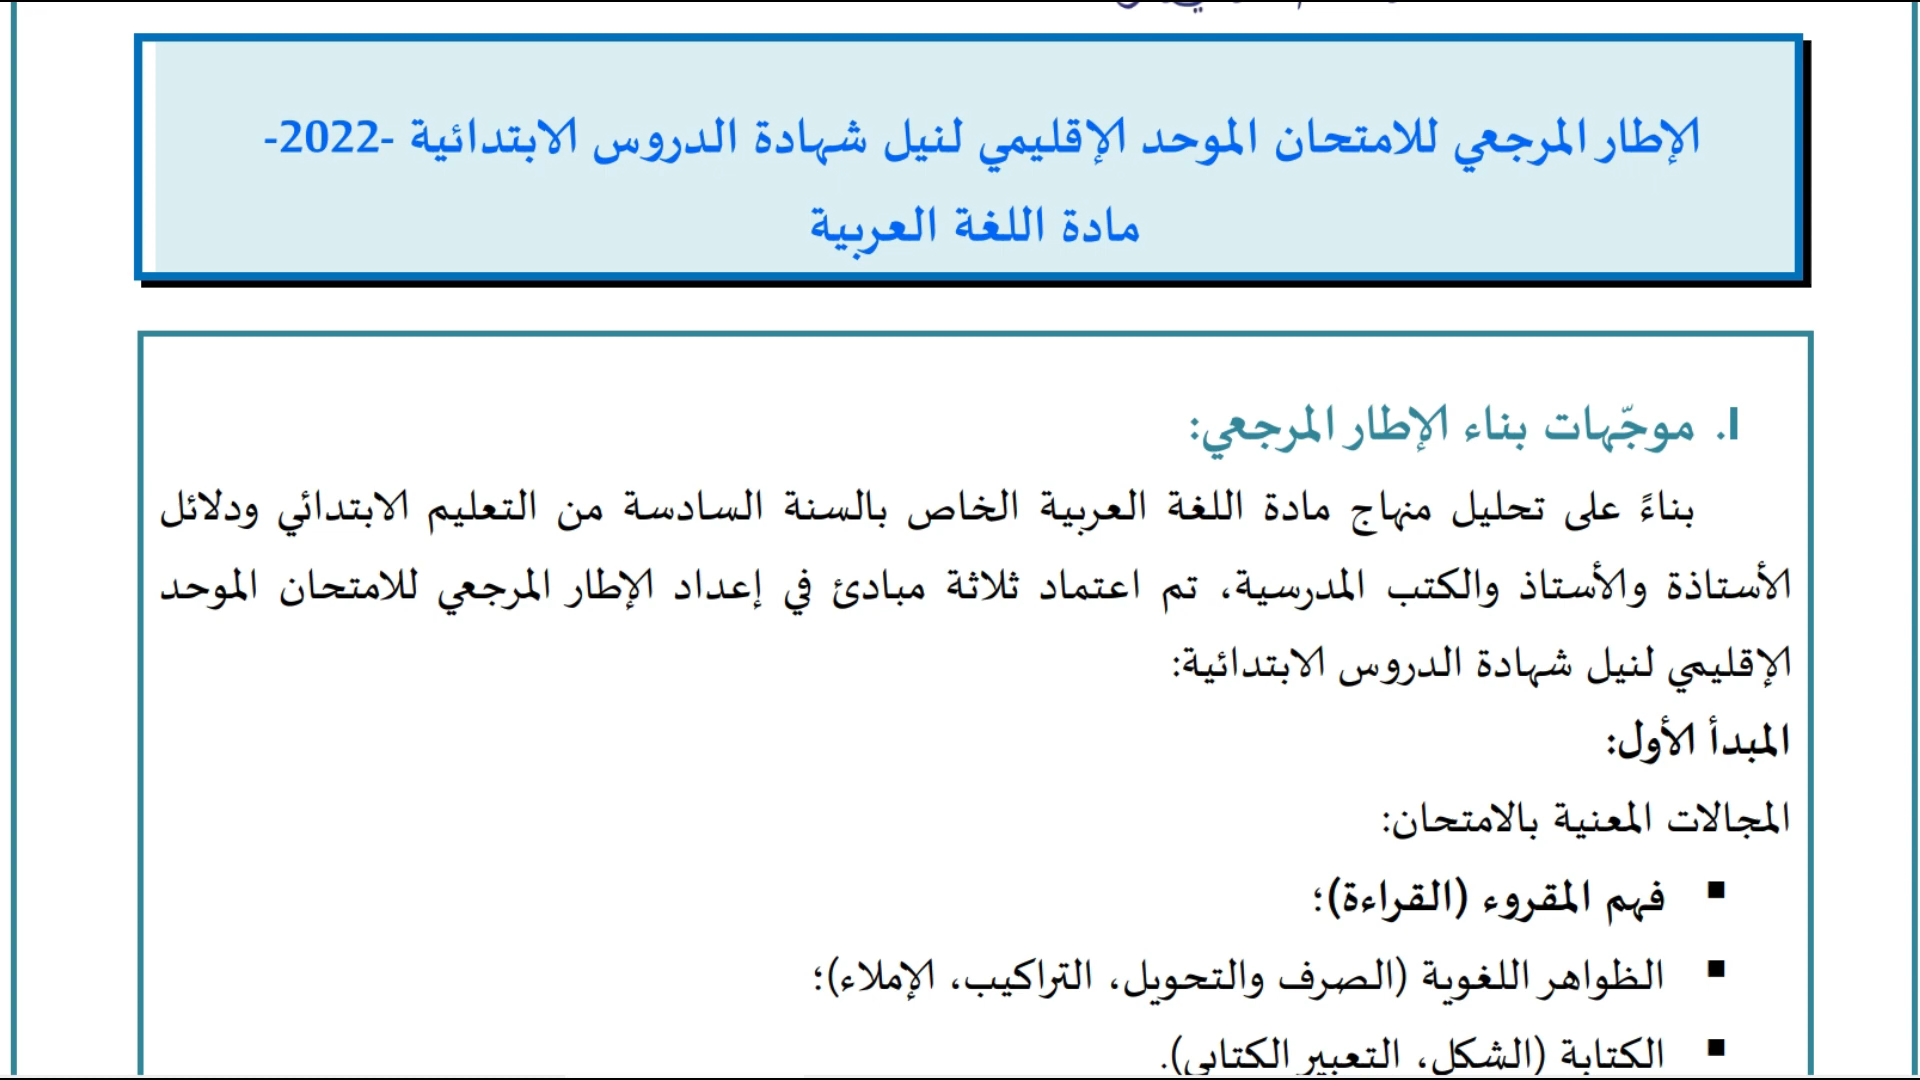 الإطار المرجعي للامتحان الموحد الإقليمي لنيل شهادة الدروس الابتدائية -2022-
مادة اللغة العربية
I. موجّهات بناء الإطار المرجعي:
بناءً على تحليل منهاج مادة اللغة العربية الخاص بالسنة السادسة من التعليم الابتدائي ودلائل
الأستاذة والأستاذ والكتب المدرسية، تم اعتماد ثلاثة مبادئ في إعداد الإطار المرجعي للامتحان الموحد
الإقليمي لنيل شهادة الدروس الابتدائية:
المبدأ الأول:
المجالات المعنية بالامتحان:
▪ فهم المقروء (القراءة)؛
▪ الظواهر اللغوية (الصرف والتحويل، التراكيب، الإملاء)؛
▪ الكتابة (الشكل، التعبير الكتابي).